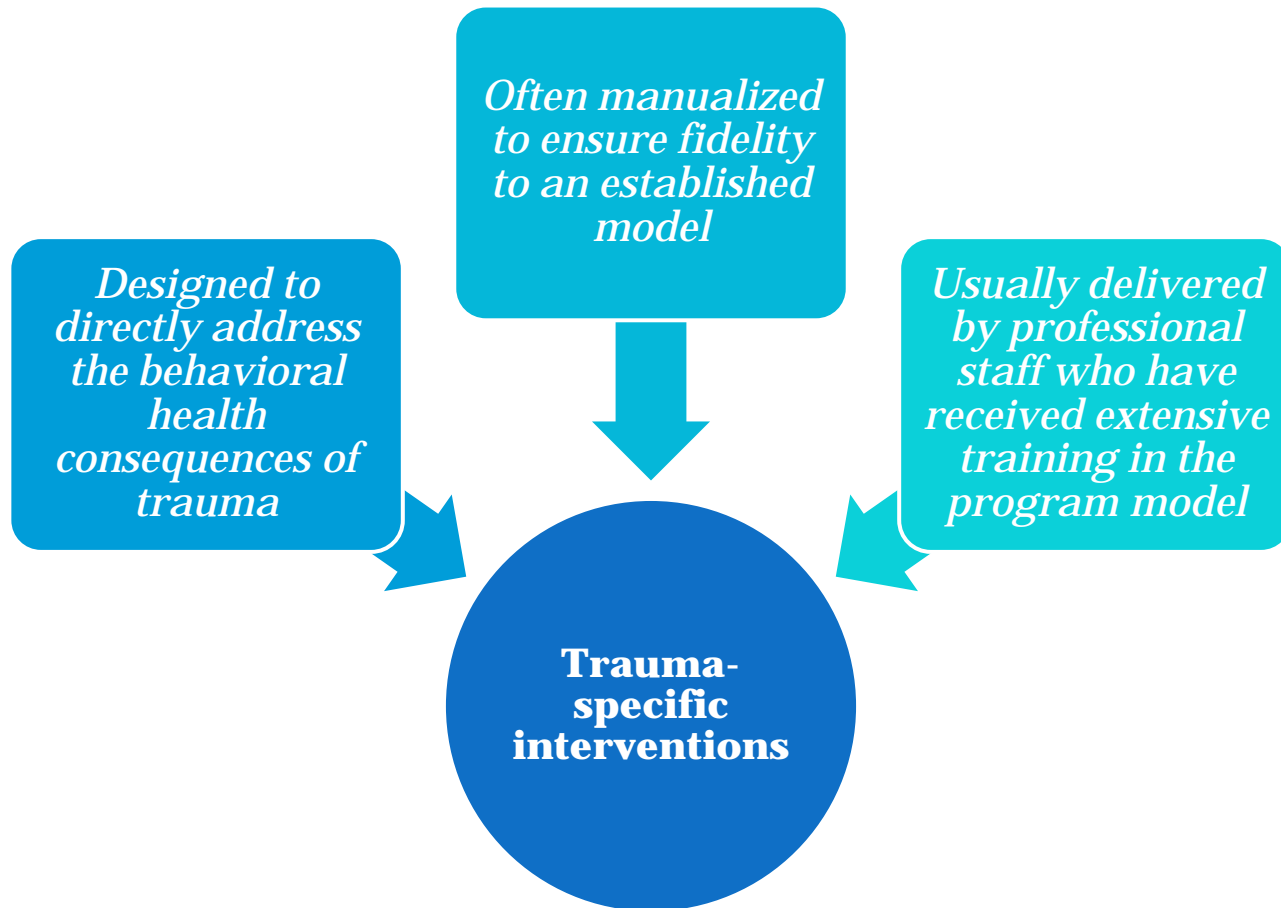 Often manualized
to ensure fidelity
to an established
model
Designed to
directly address
the behavioral
health
consequences of
trauma
Usually delivered
by professional
staff who have
received extensive
training in the
program model
Trauma-
specific
interventions